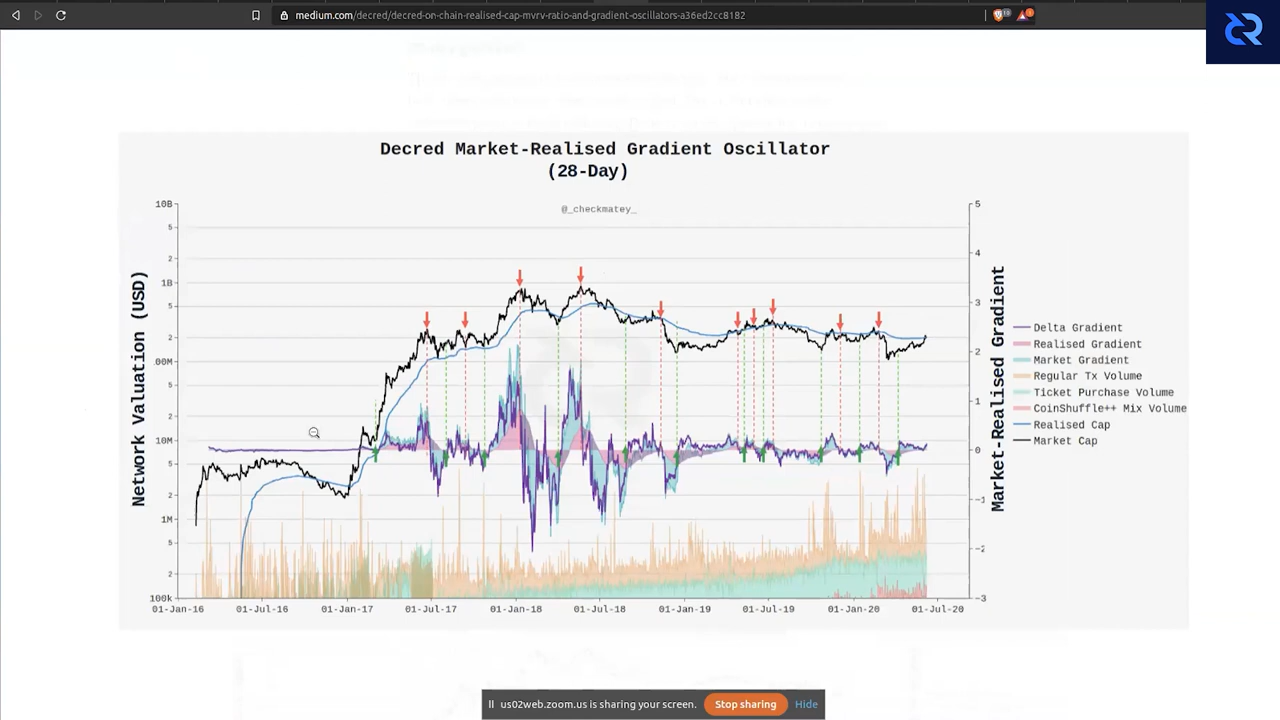 medium.com/decred/decred-on-chain-realised-cap-mvrv-ratio-and-gradient-oscillators-a36ed2cc8182
Decred Market-Realised Gradient Oscillator
(28-Day)
@_checkmatey_
Network Valuation (USD)
10B
5
2
1B
5
2
00M
5
2
10M
5
2
1M
5
2
100k
01-Jan-16
01-Jul-16
01-Jan-17
01-Jul-17
01-Jan-18
01-Jul-18
01-Jan-19
01-Jul-19
01-Jan-20
01-Jul-20
5
4
3
2
1
0
-1
-2
-3
Market-Realised Gradient
Delta Gradient
Realised Gradient
Market Gradient
Regular Tx Volume
Ticket Purchase Volume
CoinShuffle++ Mix Volume
Realised Cap
Market Cap
us02web.zoom.us is sharing your screen.
Stop sharing
Hide